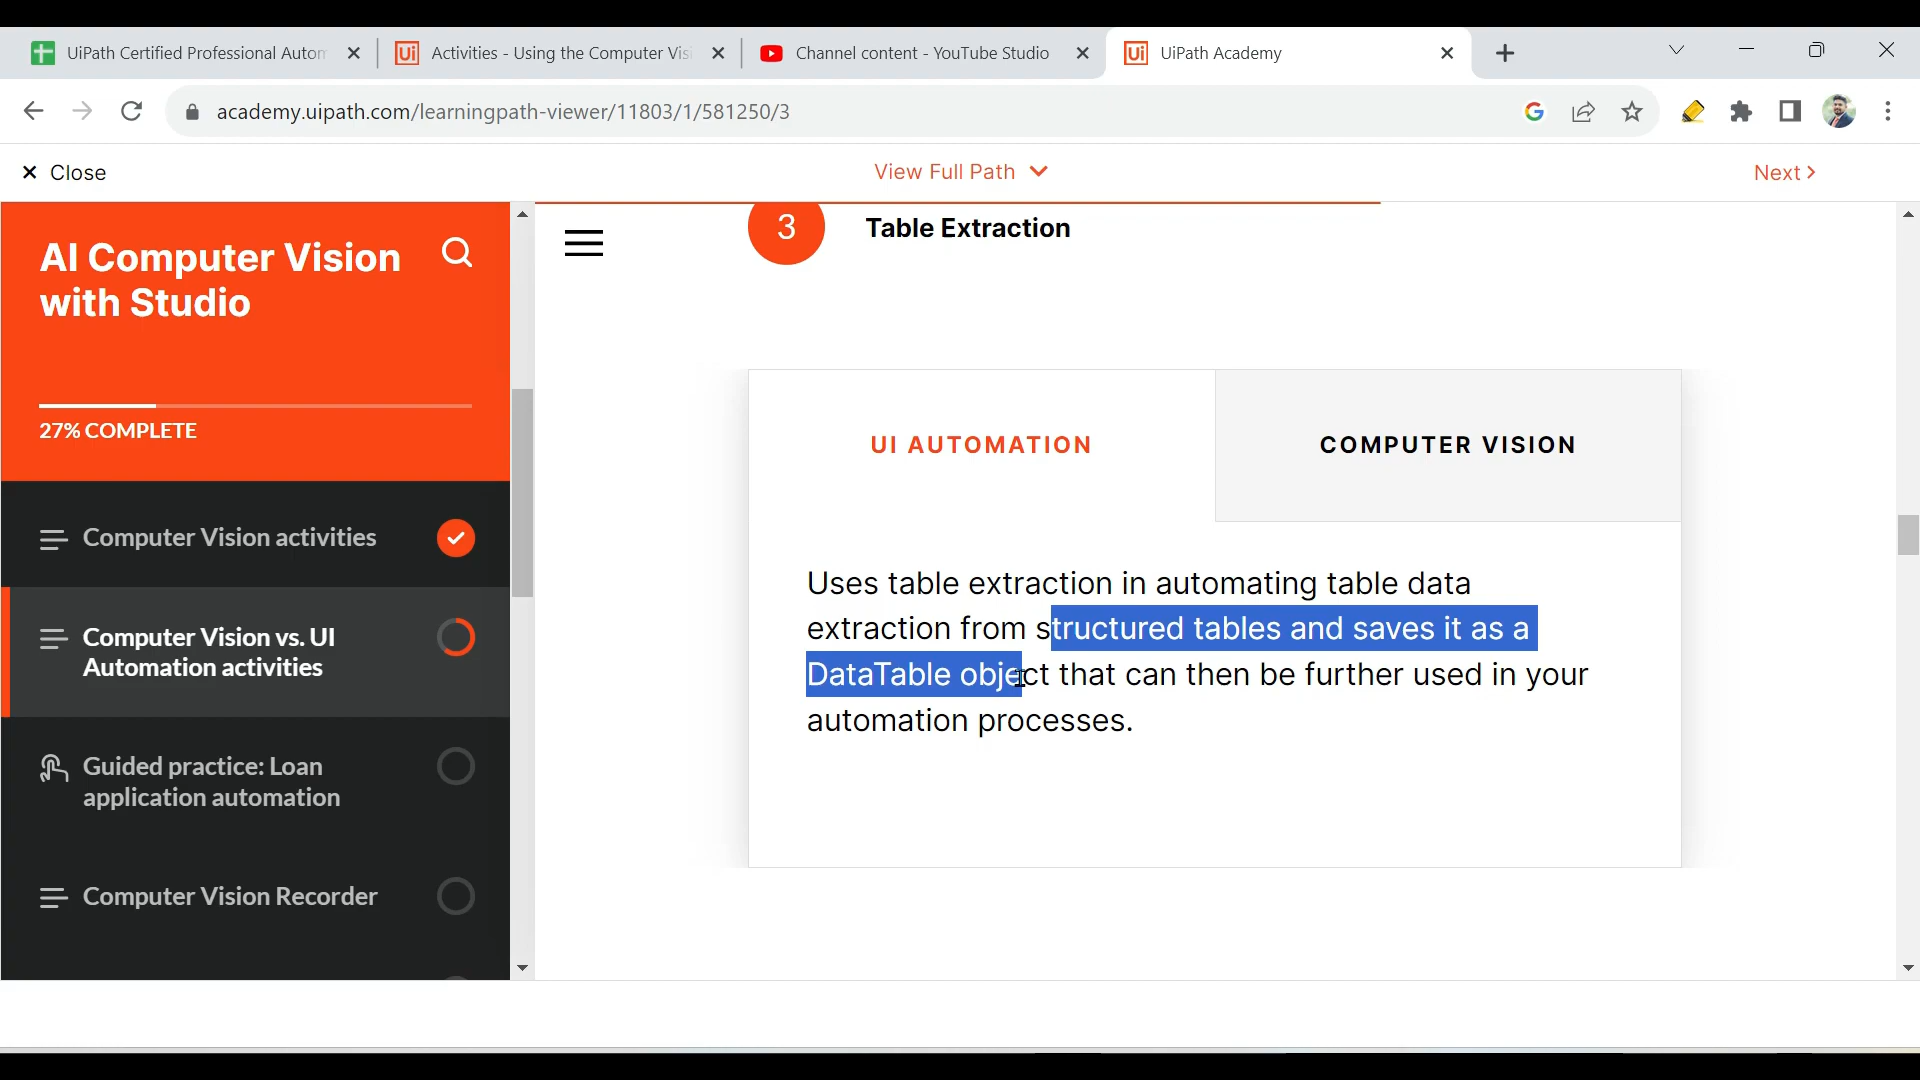 UiPath Certified Professional Autom
Ui
Activities - Using the Computer Vis
Channel content - YouTube Studio
Ui
UiPath Academy
academy.uipath.com/learningpath-viewer/11803/1/581250/3
Close
View Full Path
Next
AI Computer Vision
with Studio
27% COMPLETE
Computer Vision activities
Computer Vision vs. UI
Automation activities
Guided practice: Loan
application automation
Computer Vision Recorder
3
Table Extraction
UI AUTOMATION
COMPUTER VISION
Uses table extraction in automating table data
extraction from structured tables and saves it as a
DataTable object that can then be further used in your
automation processes.